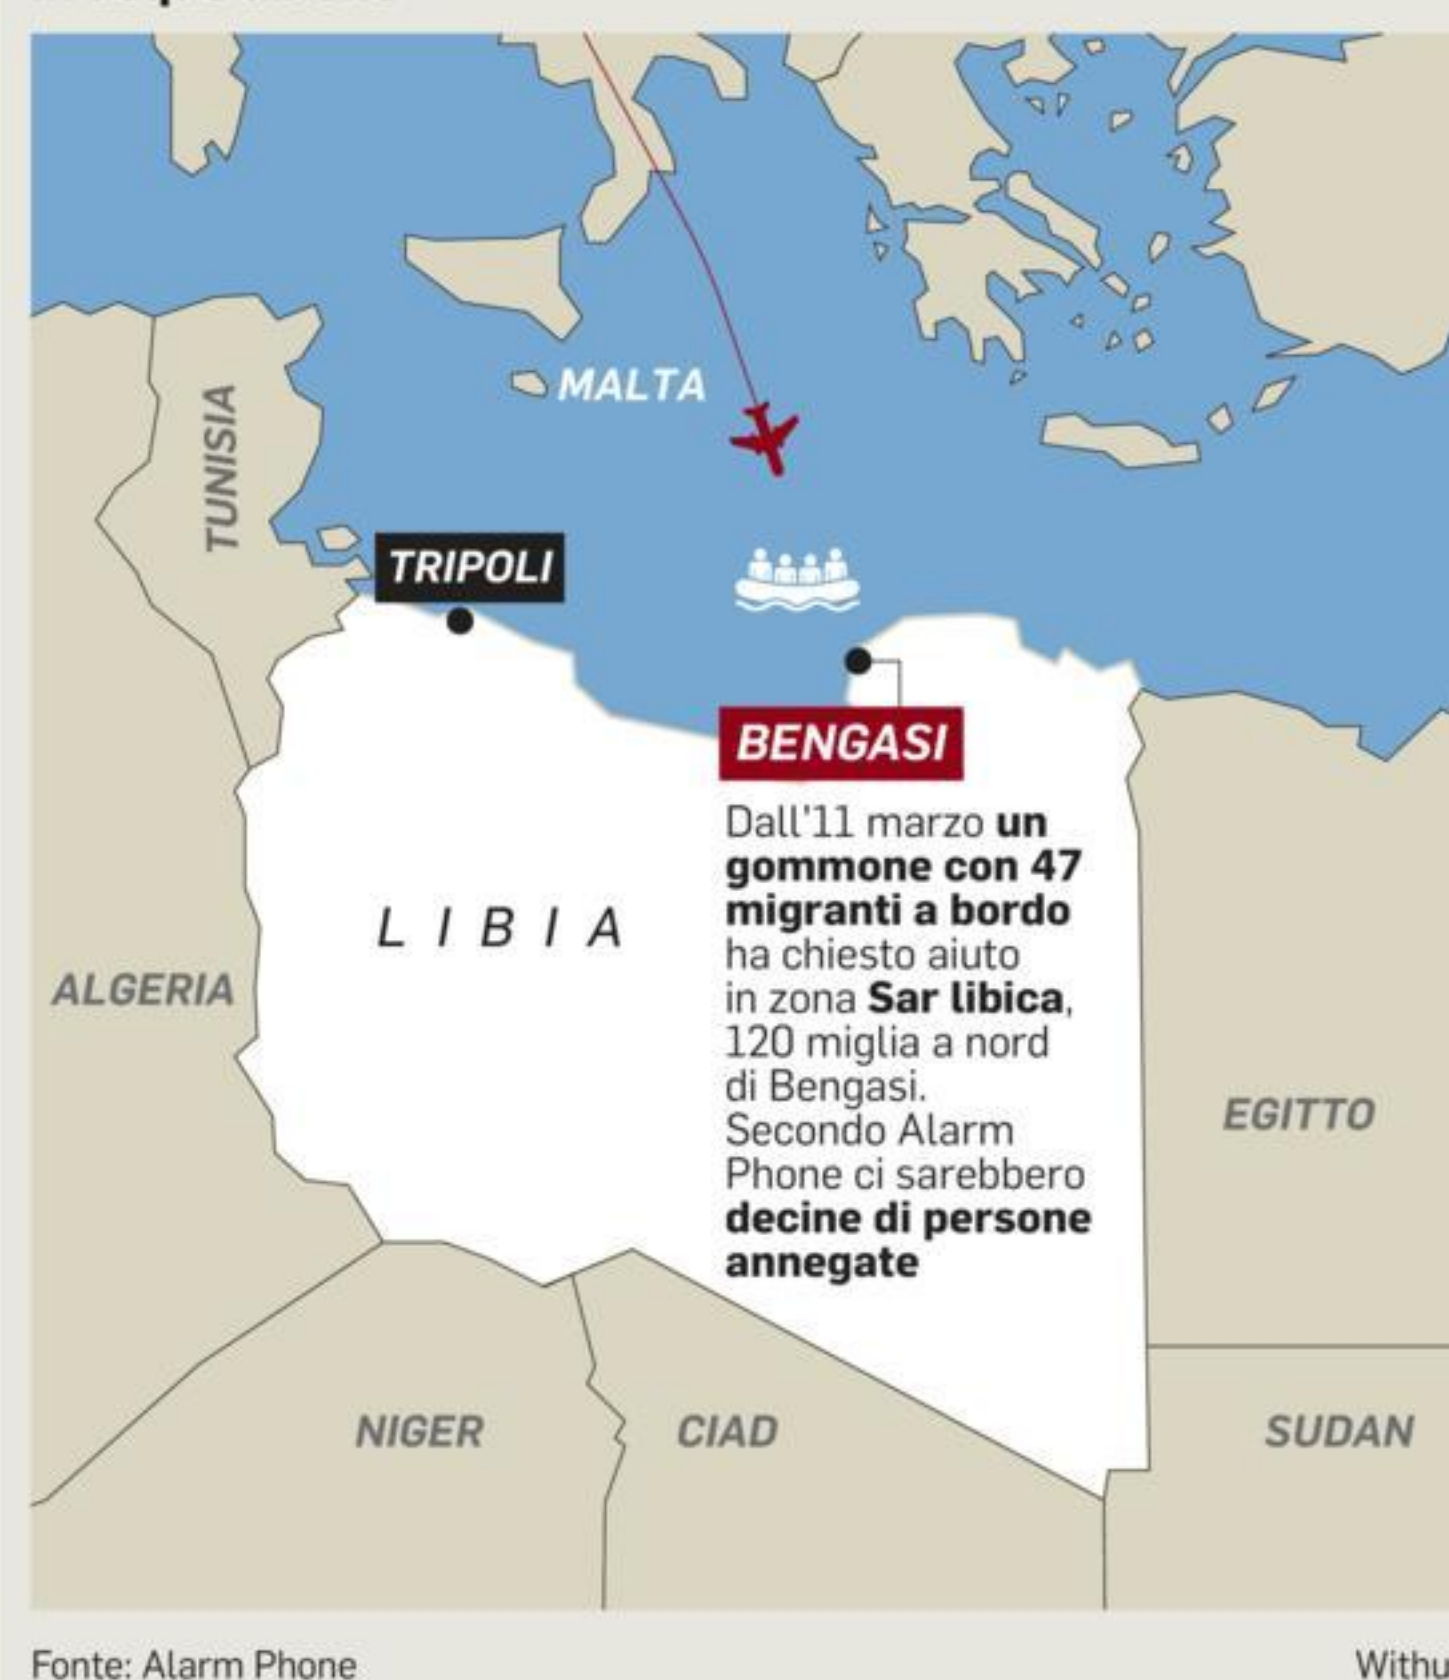 MALTA
TUNISIA
TRIPOLI
BENGASI
Dall'11 marzo un
gommone con 47
migranti a bordo
ha chiesto aiuto
in zona Sar libica,
120 miglia a nord
di Bengasi.
Secondo Alarm
Phone ci sarebbero
decine di persone
annegate
LIBIA
ALGERIA
EGITTO
NIGER
CIAD
SUDAN
Fonte: Alarm Phone
Withu